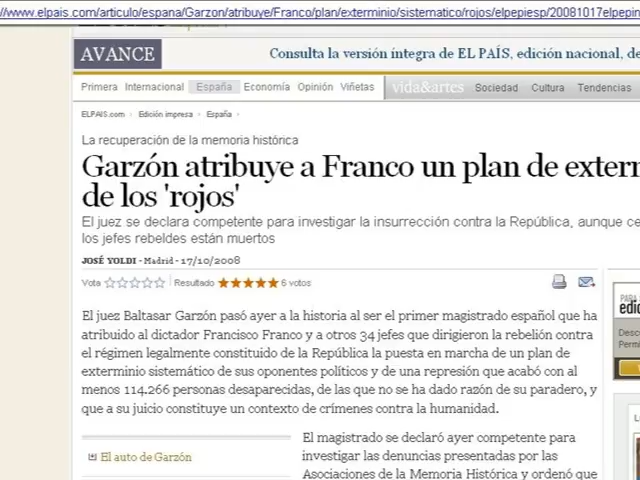 //www.elpais.com/articulo/espana/Garzon/atribuye/Franco/plan/exterminio/sistematico/rojos/elpepiesp/20081017elpepin
AVANCE
Consulta la versión íntegra de EL PAÍS, edición nacional, de
Primera Internacional España Economía Opinión Viñetas vida&artes Sociedad Cultura Tendencias
ELPAIS.com > Edición impresa > España >
La recuperación de la memoria histórica
Garzón atribuye a Franco un plan de exterm
de los 'rojos'
El juez se declara competente para investigar la insurrección contra la República, aunque ce
los jefes rebeldes están muertos
JOSÉ YOLDI - Madrid - 17/10/2008
Vota Resultado 6 votos
El juez Baltasar Garzón pasó ayer a la historia al ser el primer magistrado español que ha
atribuido al dictador Francisco Franco y a otros 34 jefes que dirigieron la rebelión contra
el régimen legalmente constituido de la República la puesta en marcha de un plan de
exterminio sistemático de sus oponentes políticos y de una represión que acabó con al
menos 114.266 personas desaparecidas, de las que no se ha dado razón de su paradero, y
que a su juicio constituye un contexto de crímenes contra la humanidad.
El auto de Garzón
El magistrado se declaró ayer competente para
investigar las denuncias presentadas por las
Asociaciones de la Memoria Histórica y ordenó que
PARA
edic
Desc
Permi